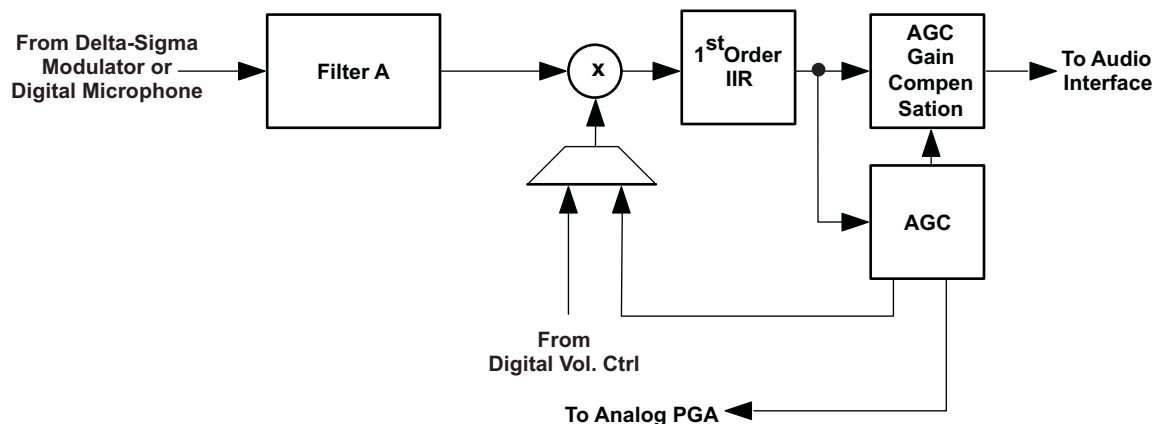 From Delta-Sigma
Modulator or
Digital Microphone
Filter A
x
1st Order
IIR
AGC
Gain
Compen
Sation
To Audio
Interface
AGC
From
Digital Vol. Ctrl
To Analog PGA